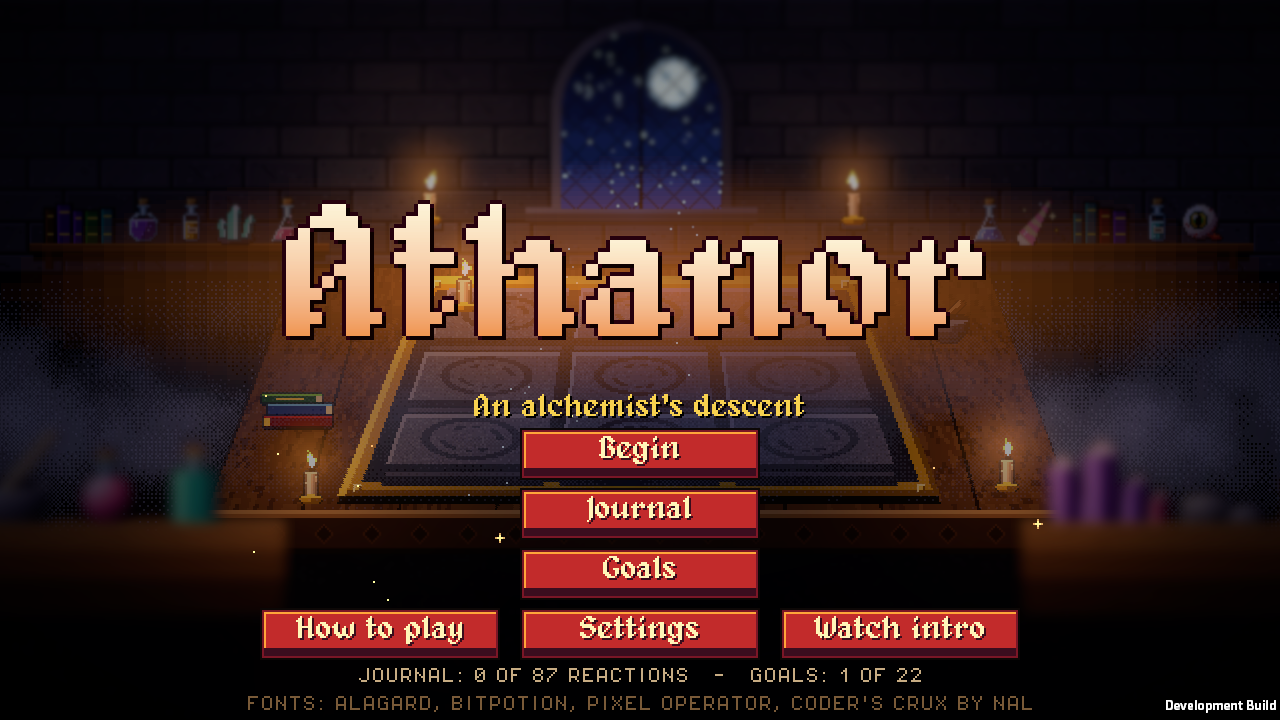 Athanor
An alchemist's descent
Begin
Journal
Goals
How to play
Settings
Watch intro
JOURNAL: 0 OF 87 REACTIONS - GOALS: 1 OF 22
FONTS: ALAGARD, BITPOTION, PIXEL OPERATOR, CODER'S CRUX BY NAL
Development Build